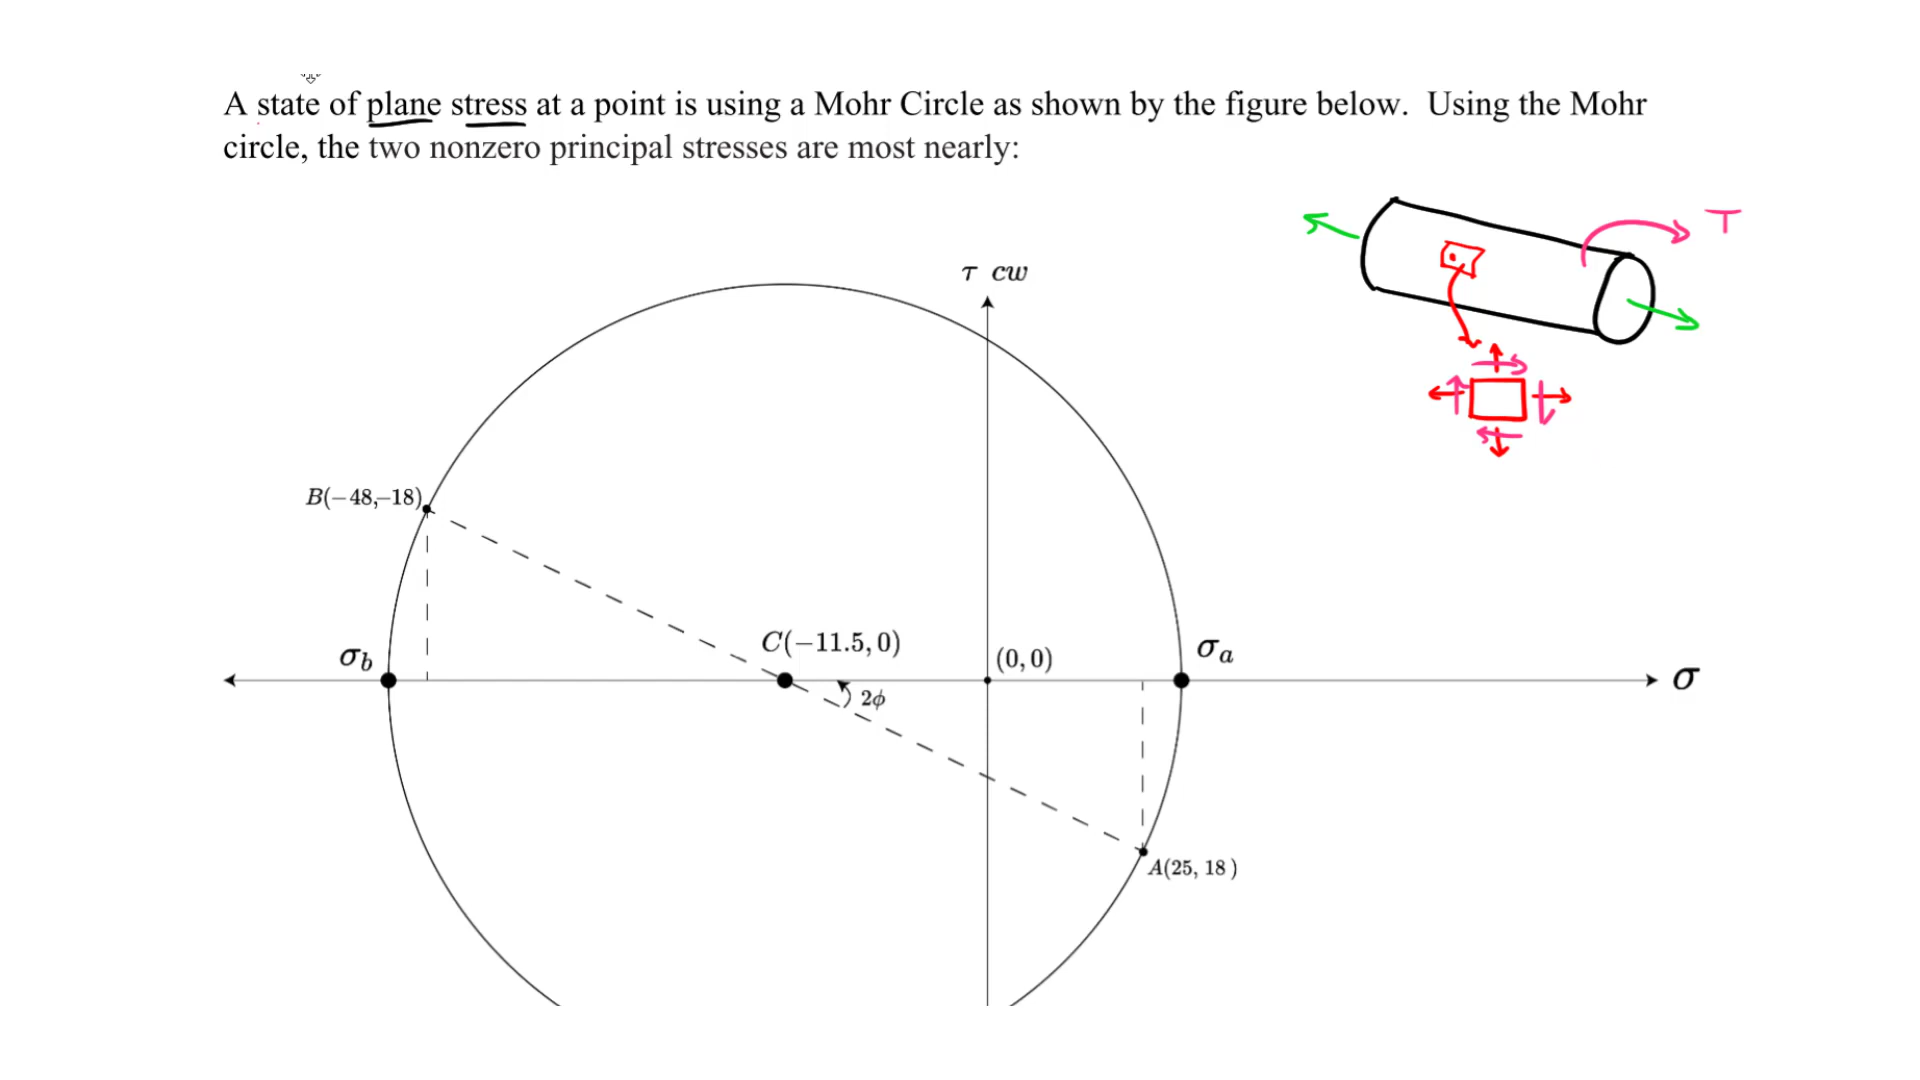 A state of plane stress at a point is using a Mohr Circle as shown by the figure below. Using the Mohr
circle, the two nonzero principal stresses are most nearly:
T
τ cw
B(−48,−18)
C(−11.5, 0)
(0, 0)
σb
σa
σ
2ϕ
A(25, 18 )